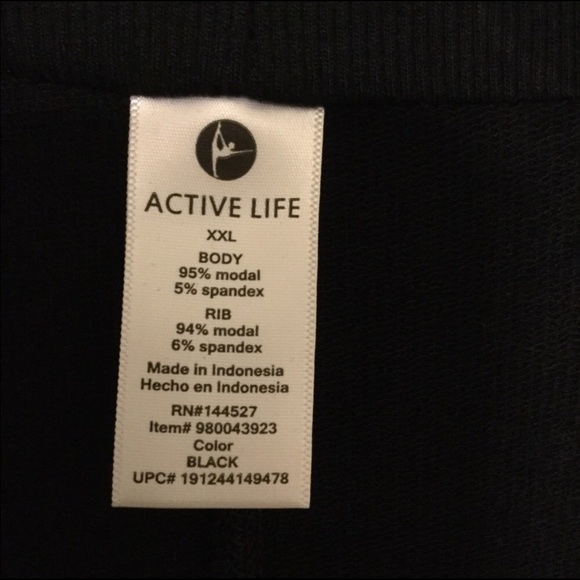 ACTIVE LIFE
XXL
BODY
95% modal
5% spandex
RIB
94% modal
6% spandex
Made in Indonesia
Hecho en Indonesia
RN#144527
Item# 980043923
Color
BLACK
UPC# 191244149478